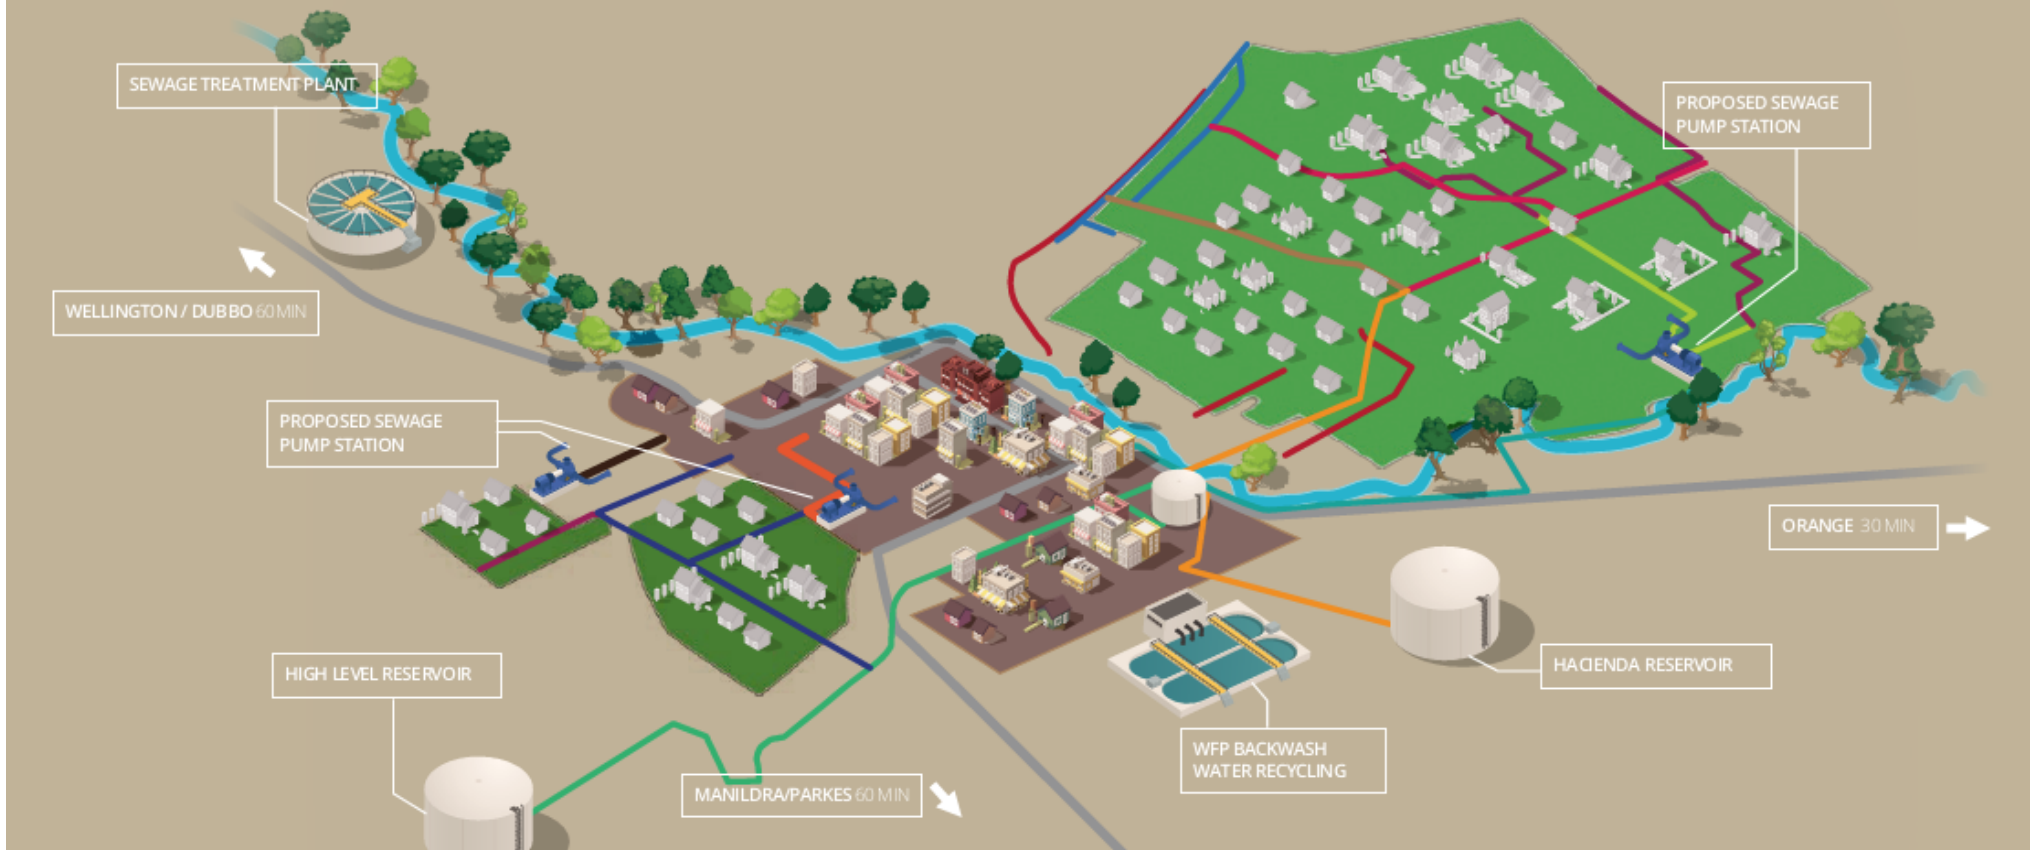 SEWAGE TREATMENT PLANT
PROPOSED SEWAGE
PUMP STATION
WELLINGTON / DUBBO 60 MIN
PROPOSED SEWAGE
PUMP STATION
ORANGE 30 MIN
HIGH LEVEL RESERVOIR
HACIENDA RESERVOIR
WFP BACKWASH
WATER RECYCLING
MANILDRA/PARKES 60 MIN